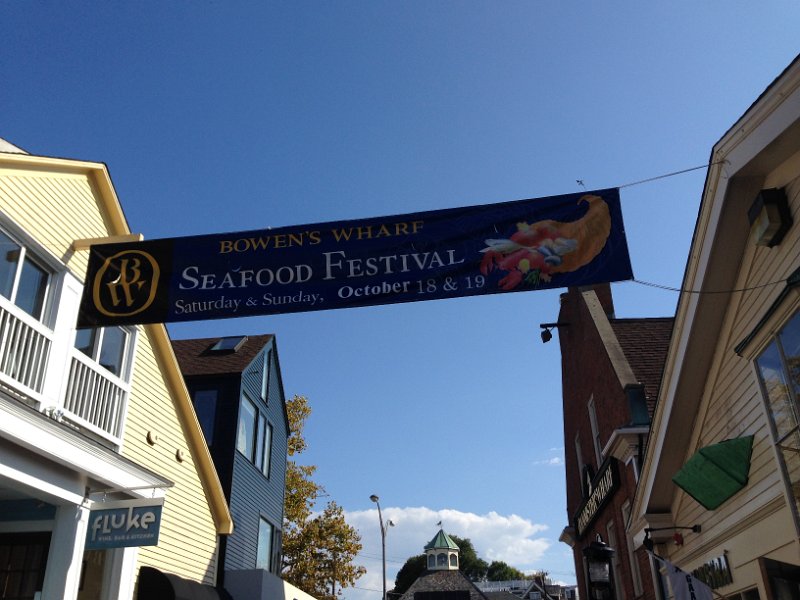 BOWEN'S WHARF
BW
SEAFOOD FESTIVAL
Saturday & Sunday, October 18 & 19
fluke
WINE, BAR & KITCHEN